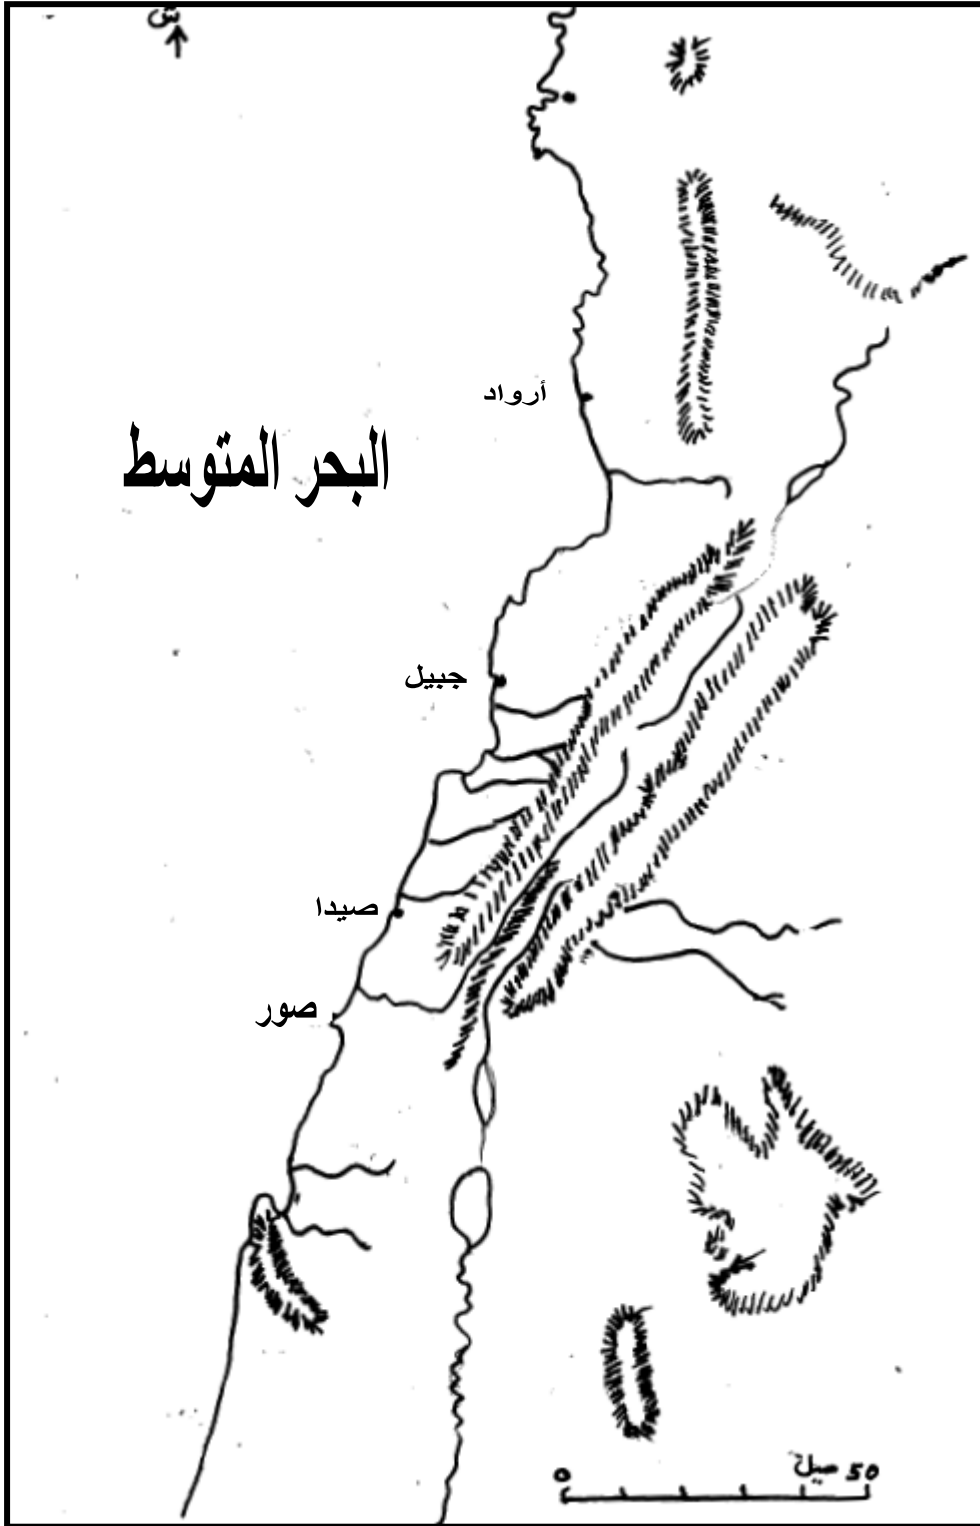 أرواد
البحر المتوسط
جبيل
صيدا
صور
0 50 ميل